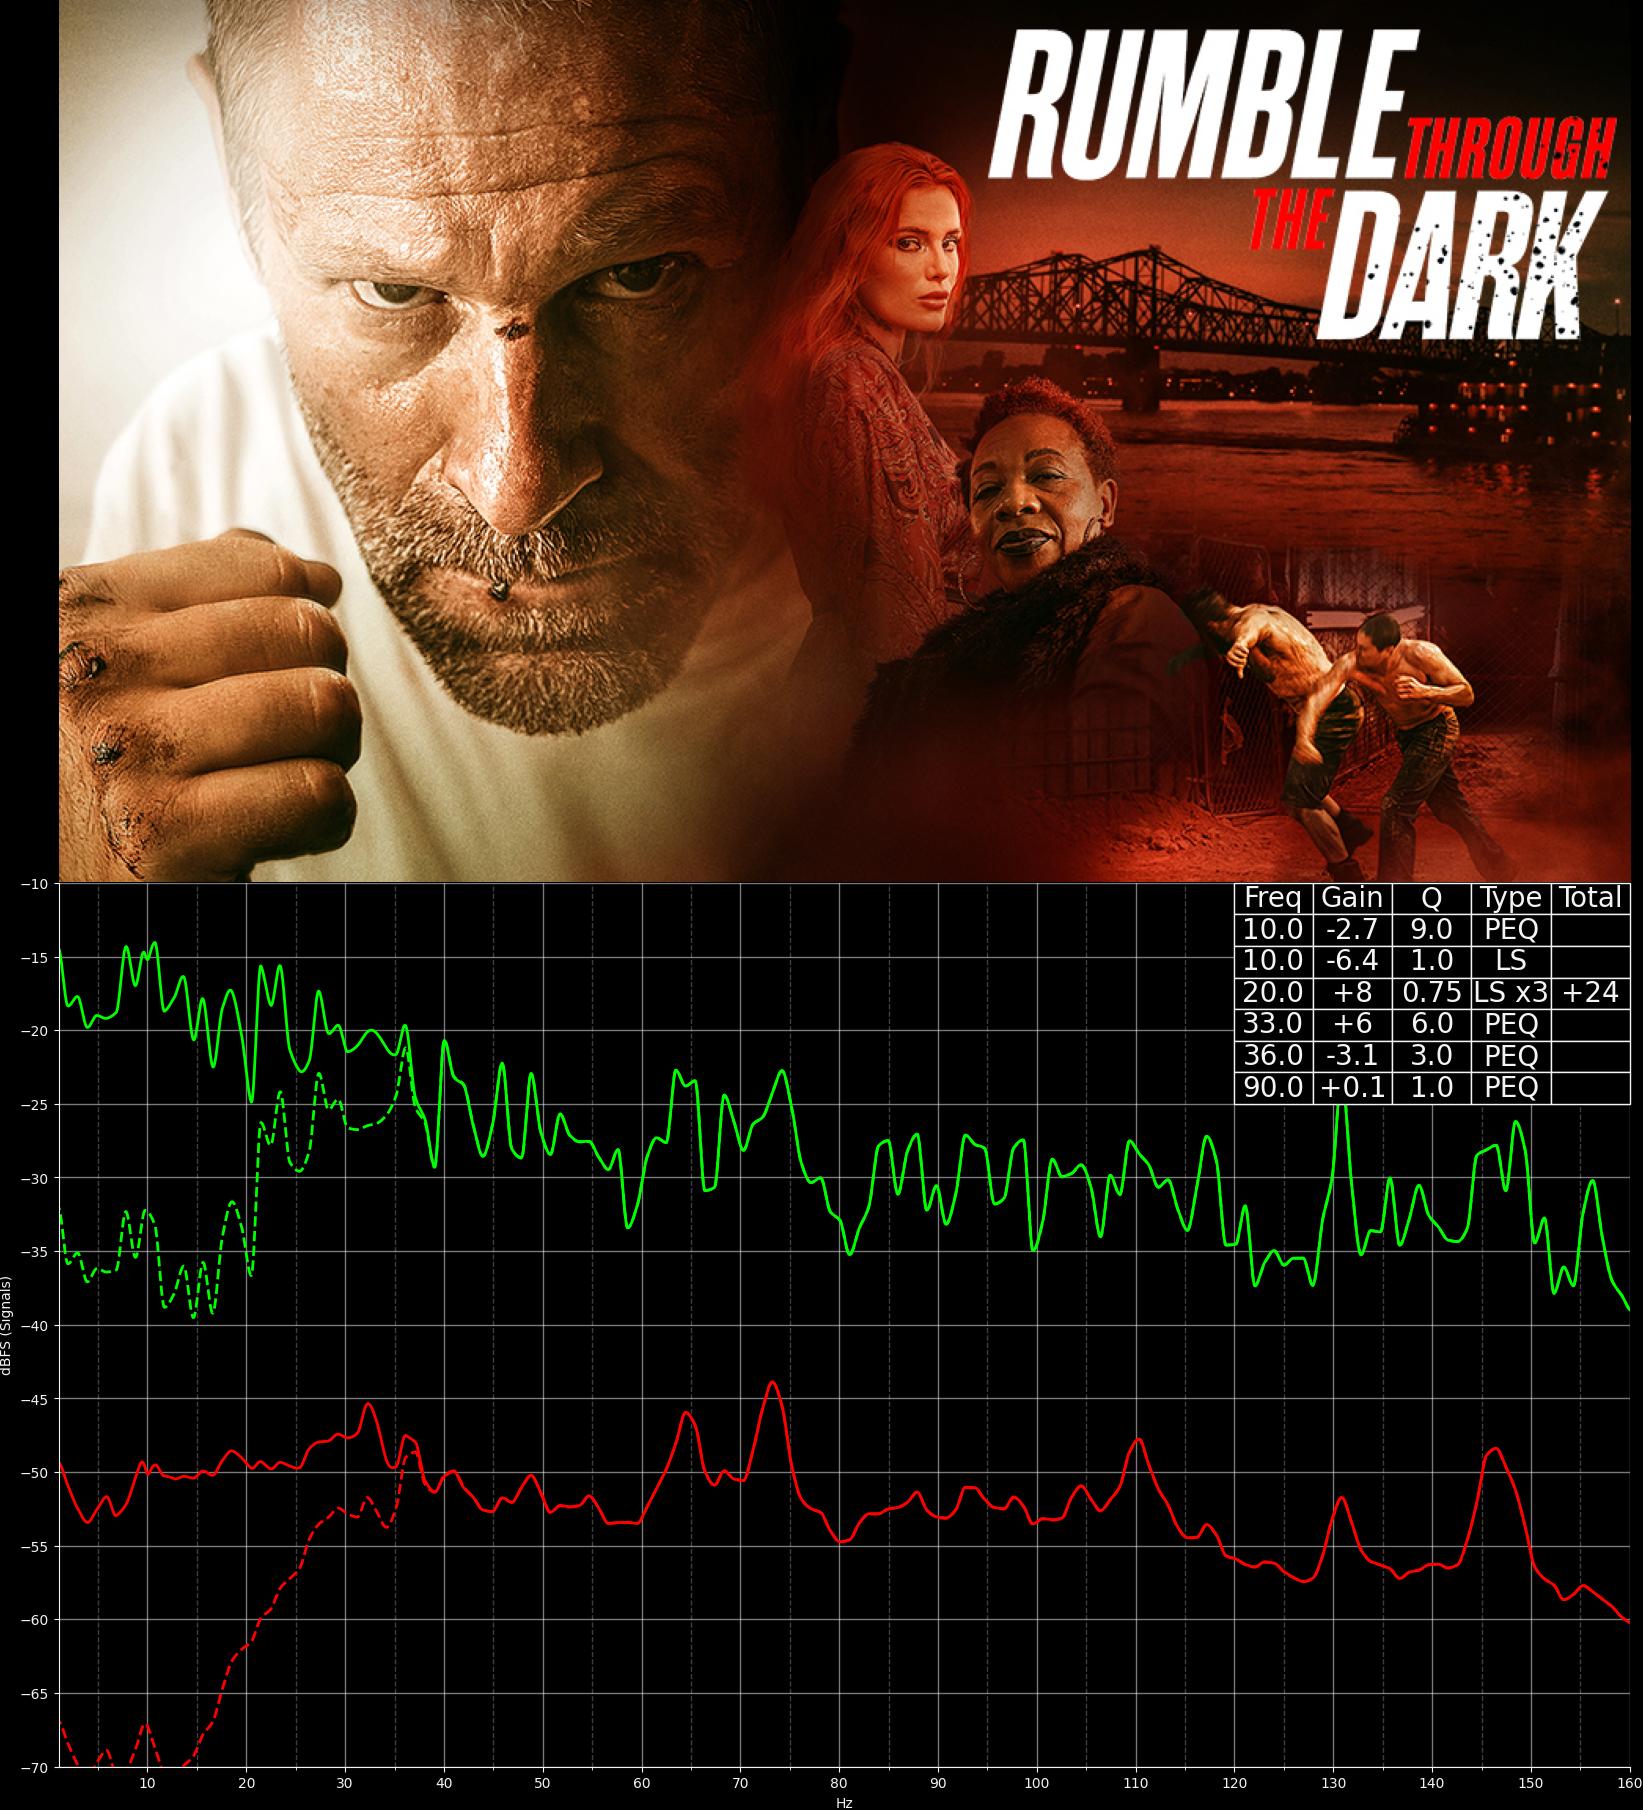 RUMBLE THROUGH
THE DARK
Freq Gain Q Type Total
10.0 -2.7 9.0 PEQ
10.0 -6.4 1.0 LS
20.0 +8 0.75 LS x3 +24
33.0 +6 6.0 PEQ
36.0 -3.1 3.0 PEQ
90.0 +0.1 1.0 PEQ
−10
−15
−20
−25
−30
−35
−40
−45
−50
−55
−60
−65
−70
dBFS (Signals)
10 20 30 40 50 60 70 80 90 100 110 120 130 140 150 160
Hz